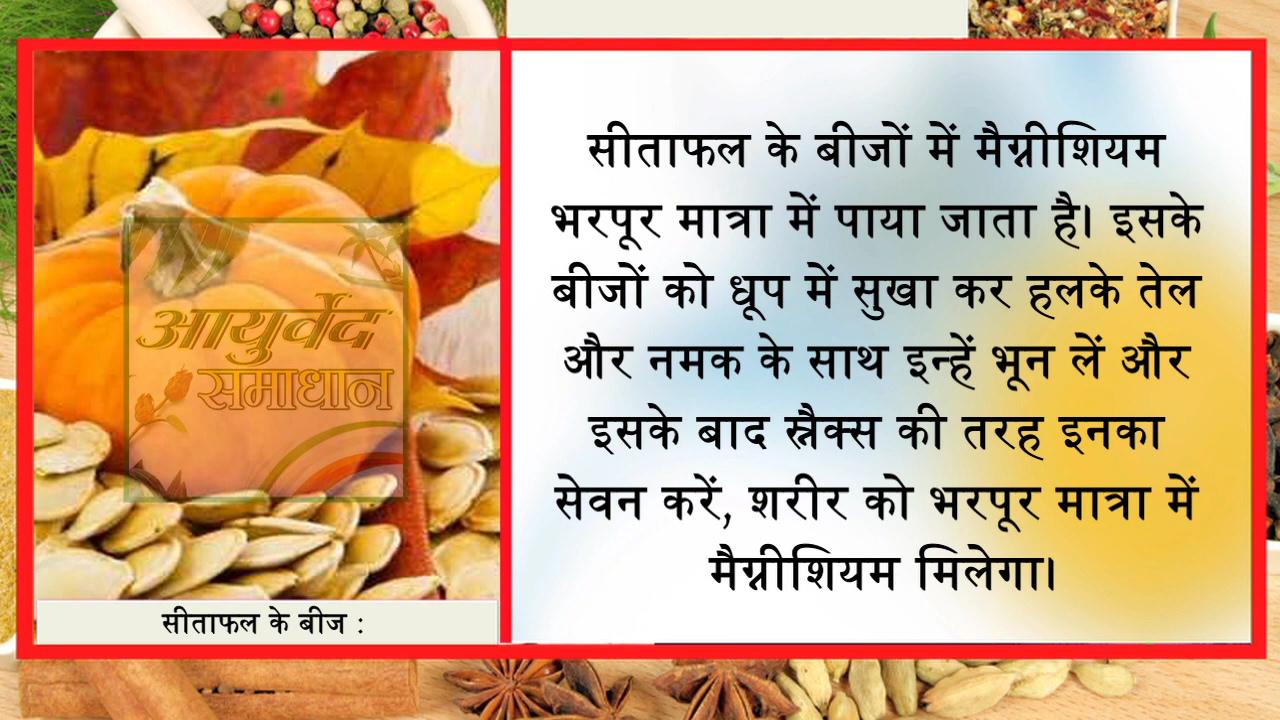 आयुर्वेद
समाधान
सीताफल के बीज :
सीताफल के बीजों में मैग्नीशियम
भरपूर मात्रा में पाया जाता है। इसके
बीजों को धूप में सुखा कर हलके तेल
और नमक के साथ इन्हें भून लें और
इसके बाद स्नैक्स की तरह इनका
सेवन करें, शरीर को भरपूर मात्रा में
मैग्नीशियम मिलेगा।